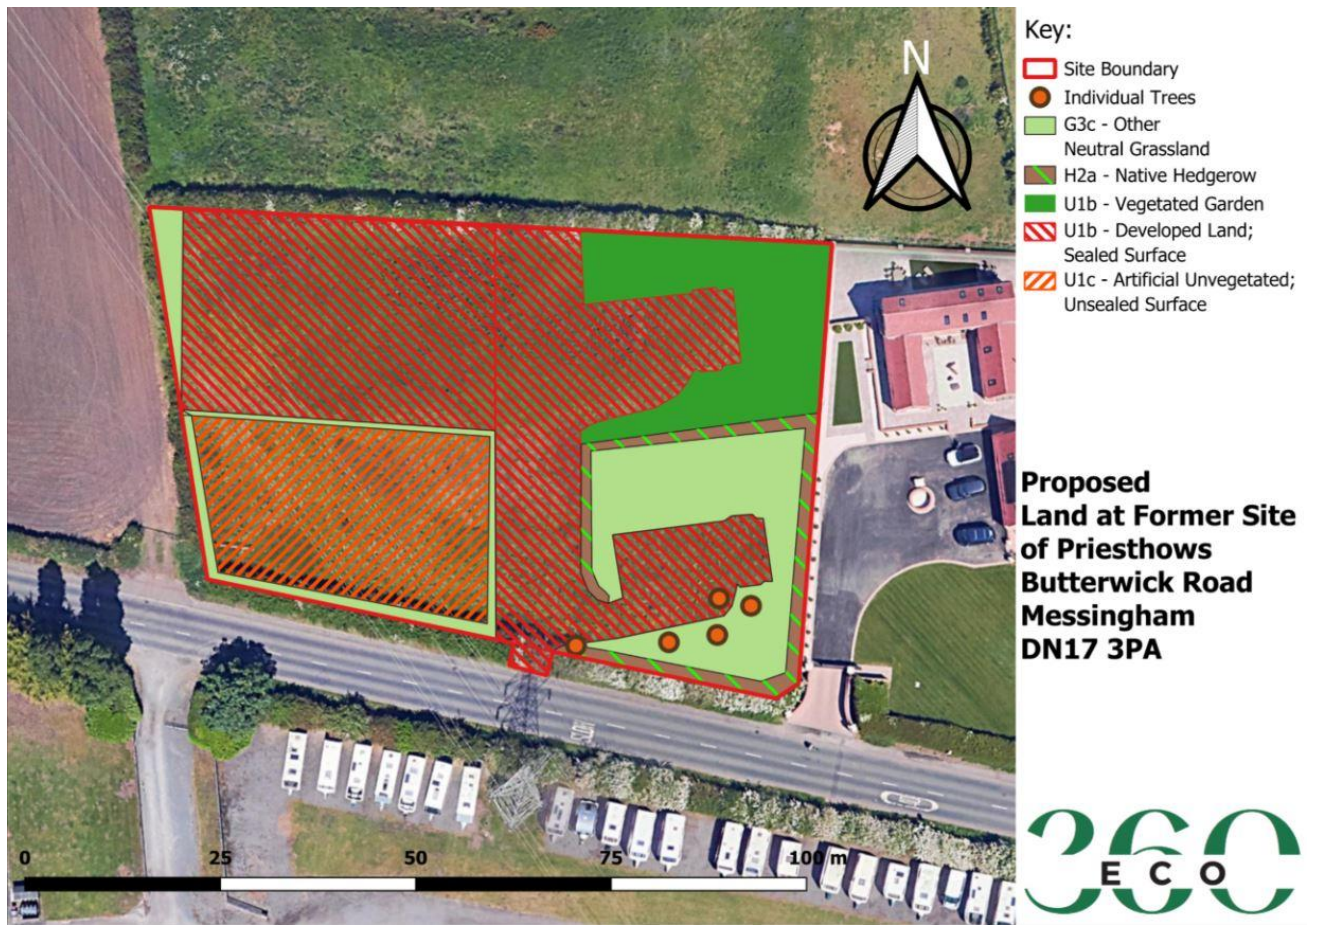 N
Key:
Site Boundary
Individual Trees
G3c - Other
Neutral Grassland
H2a - Native Hedgerow
U1b - Vegetated Garden
U1b - Developed Land;
Sealed Surface
U1c - Artificial Unvegetated;
Unsealed Surface
Proposed
Land at Former Site
of Priesthows
Butterwick Road
Messingham
DN17 3PA
SLOW
0 25 50 75 100 m
360
ECO